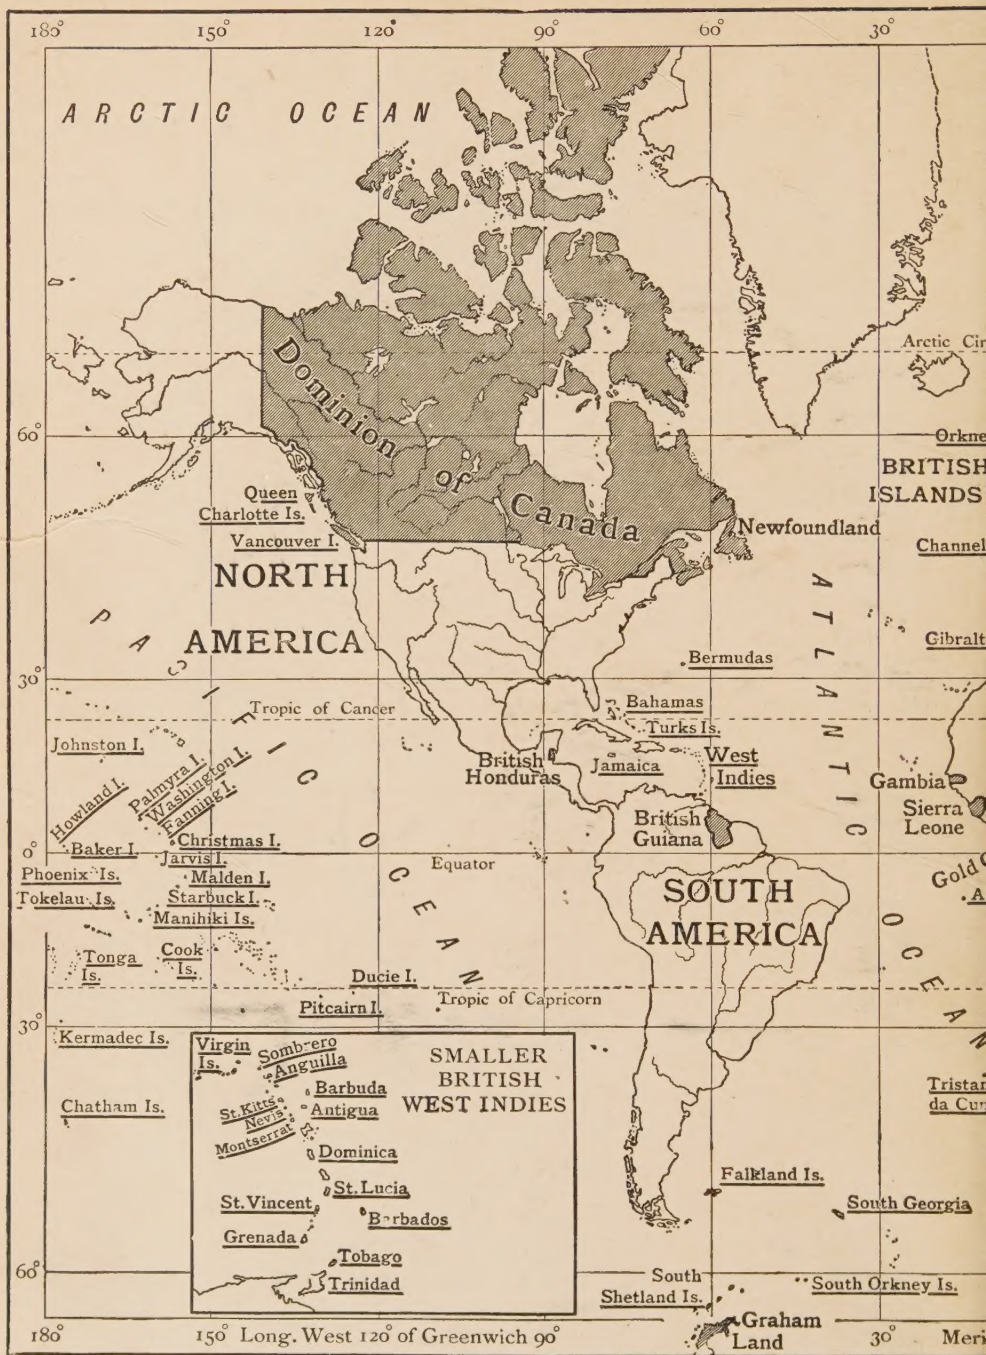 180° 150° 120° 90° 60° 30°
ARCTIC OCEAN
Arctic Cir
60°
Dominion of Canada
Orkne
BRITISH
ISLANDS
Queen
Charlotte Is.
Vancouver I.
Newfoundland
Channel
NORTH
AMERICA
PACIFIC OCEAN
ATLANTIC OCEAN
Gibralt
Bermudas
30°
Tropic of Cancer
Bahamas
Turks Is.
Johnston I.
Palmyra I.
Washington I.
Fanning I.
British
Honduras
Jamaica
West
Indies
Gambia
Sierra
Leone
Howland I.
Baker I.
Christmas I.
British
Guiana
0°
Jarvis I.
Equator
Phoenix Is.
Malden I.
Gold
Tokelau Is.
Starbuck I.
A
Manihiki Is.
SOUTH
AMERICA
Tonga
Is.
Cook
Is.
Ducie I.
Tropic of Capricorn
Pitcairn I.
30°
Kermadec Is.
Chatham Is.
Virgin
Is.
Sombrero
Anguilla
SMALLER
BRITISH
WEST INDIES
Barbuda
St. Kitts
Antigua
Nevis
Montserrat
Dominica
St. Lucia
St. Vincent
Barbados
Grenada
Tobago
Trinidad
Tristan
da Cun
Falkland Is.
South Georgia
60°
South
Shetland Is.
South Orkney Is.
Graham
Land
180° 150° Long. West 120° of Greenwich 90° 30° Meri